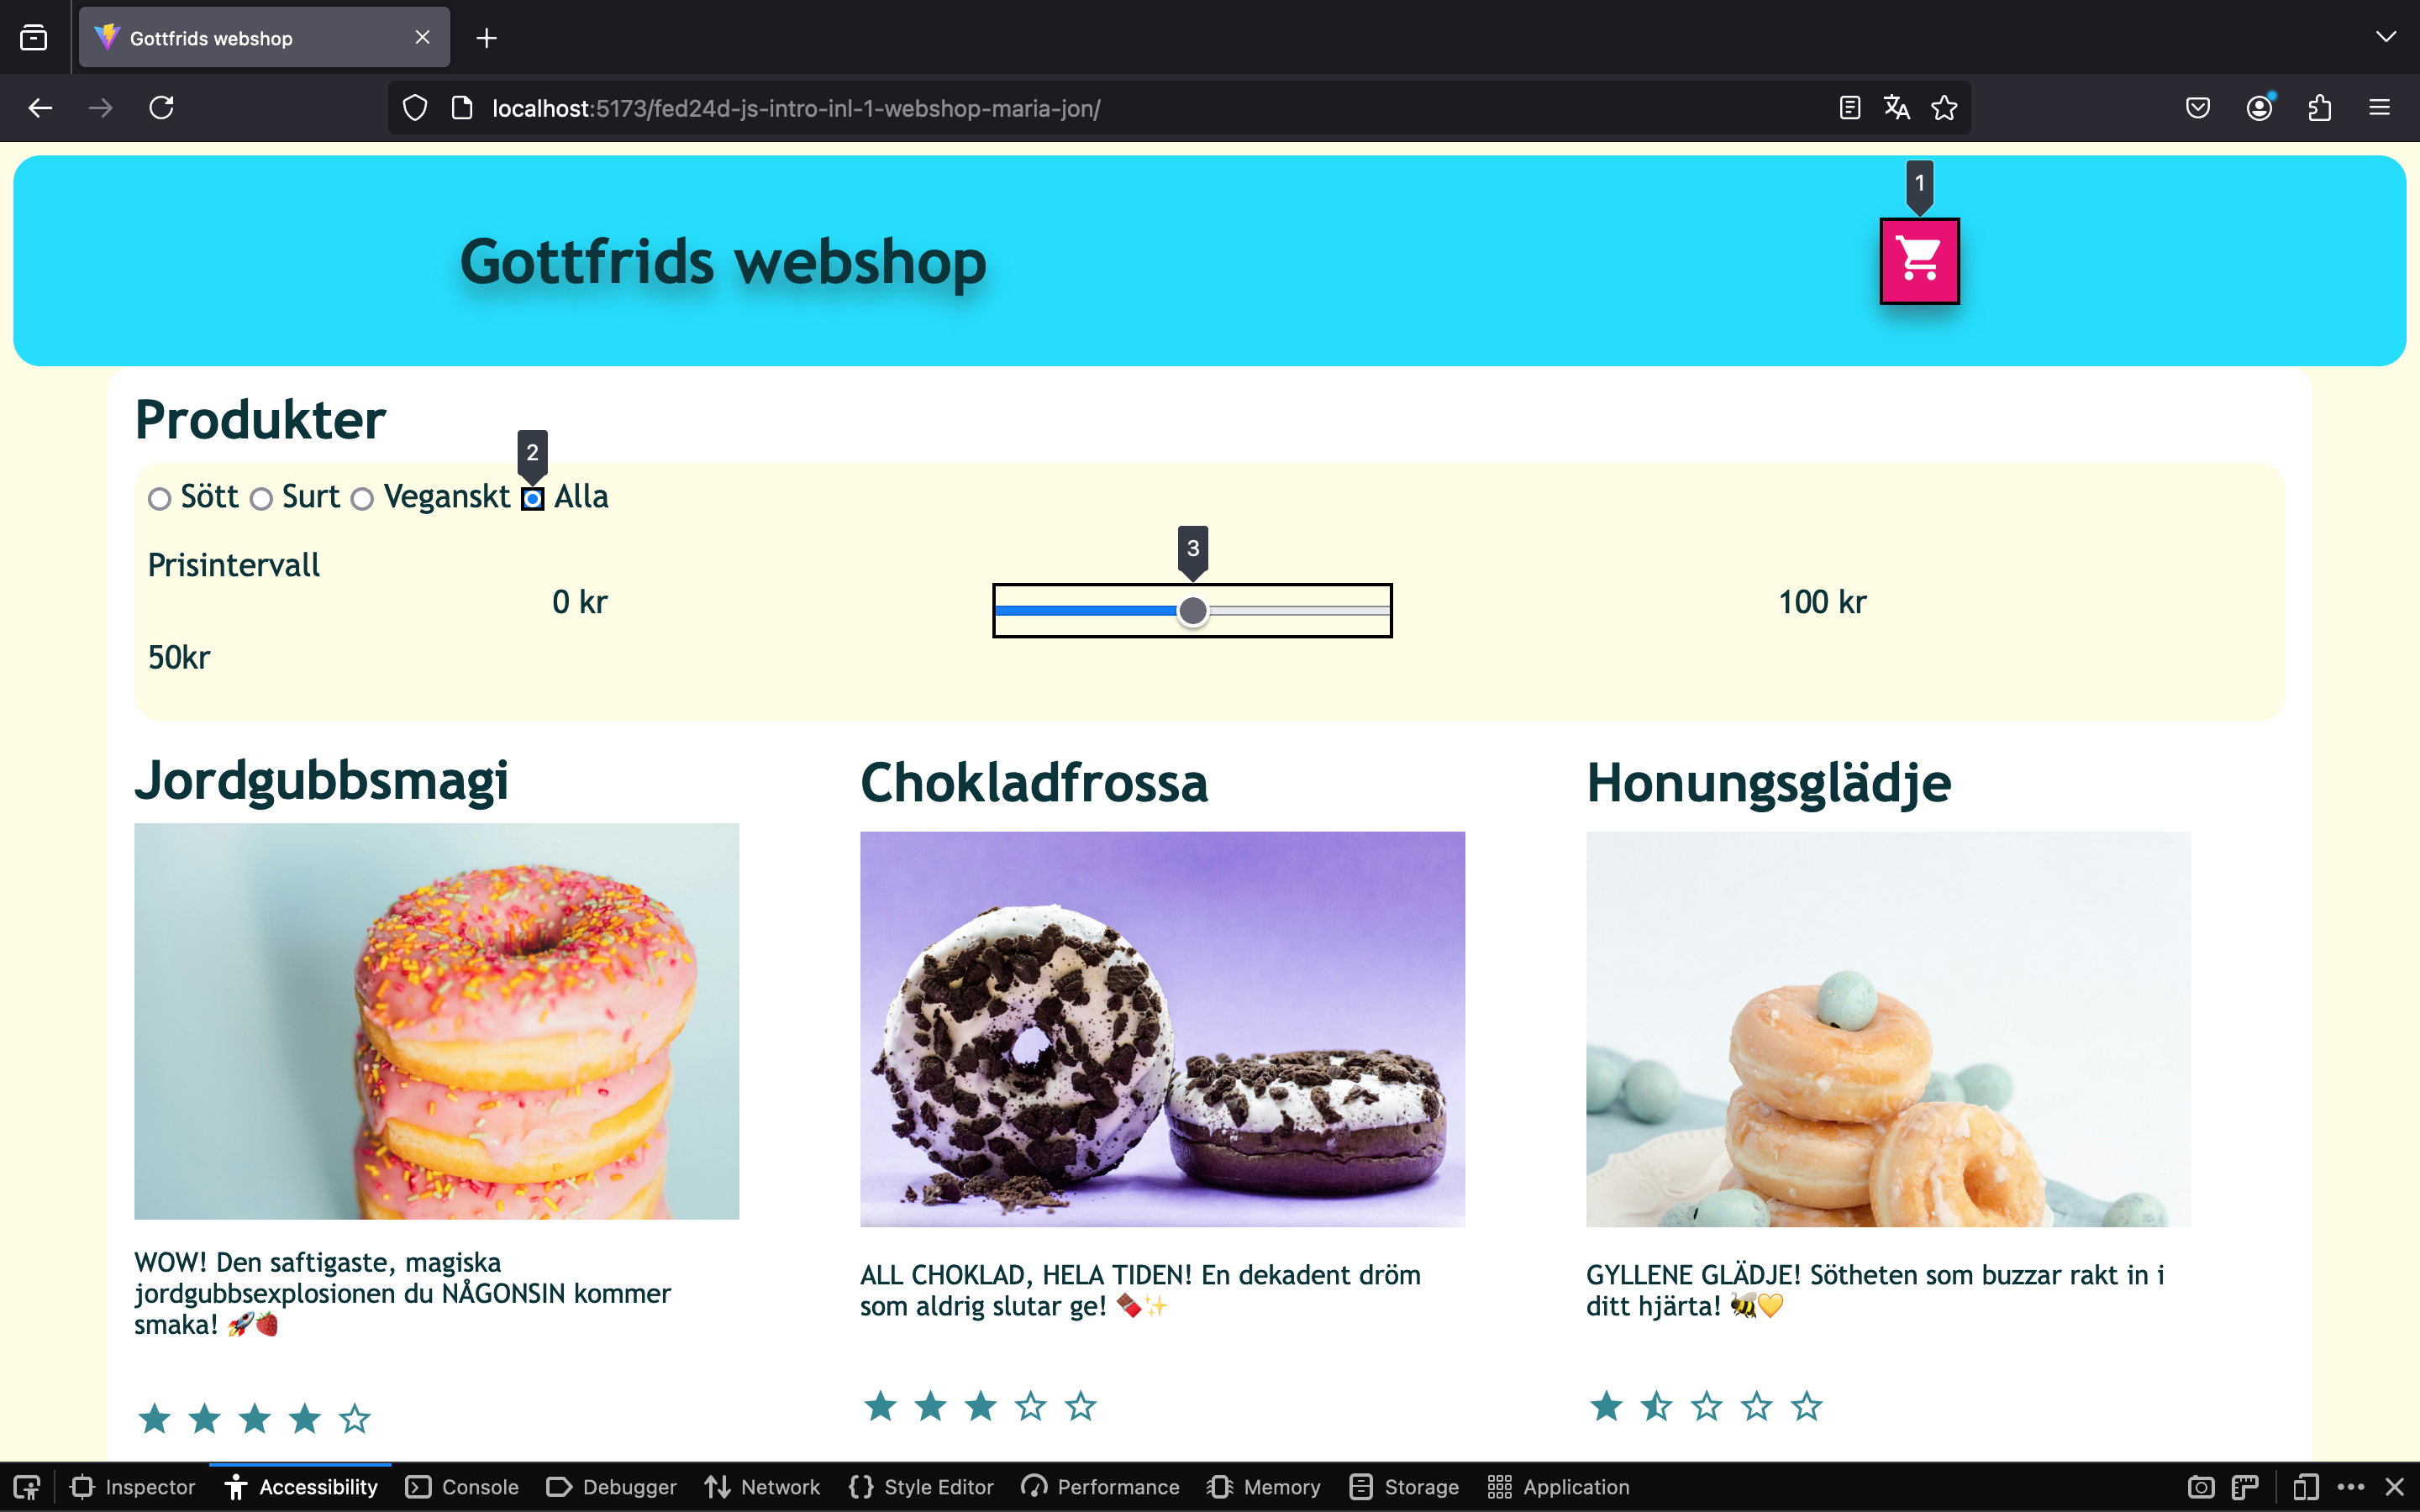 Gottfrids webshop
localhost:5173/fed24d-js-intro-inl-1-webshop-maria-jon/
1
Gottfrids webshop
Produkter
2
Sött Surt Veganskt Alla
Prisintervall
3
0 kr
100 kr
50kr
Jordgubbsmagi
WOW! Den saftigaste, magiska
jordgubbsexplosionen du NÅGONSIN kommer
smaka! 🚀🍓
Chokladfrossa
ALL CHOKLAD, HELA TIDEN! En dekadent dröm
som aldrig slutar ge! 🍫✨
Honungsglädje
GYLLENE GLÄDJE! Sötheten som buzzar rakt in i
ditt hjärta! 🐝💛
Inspector Accessibility Console Debugger Network Style Editor Performance Memory Storage Application